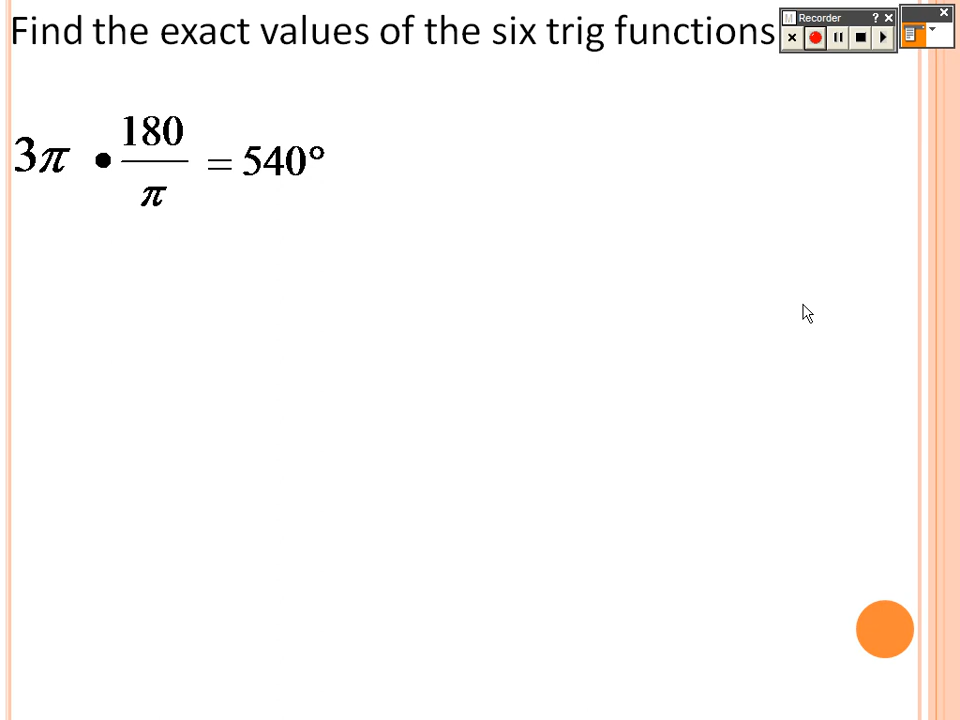 Find the exact values of the six trig functions
Recorder ?
3π • 180/π = 540°